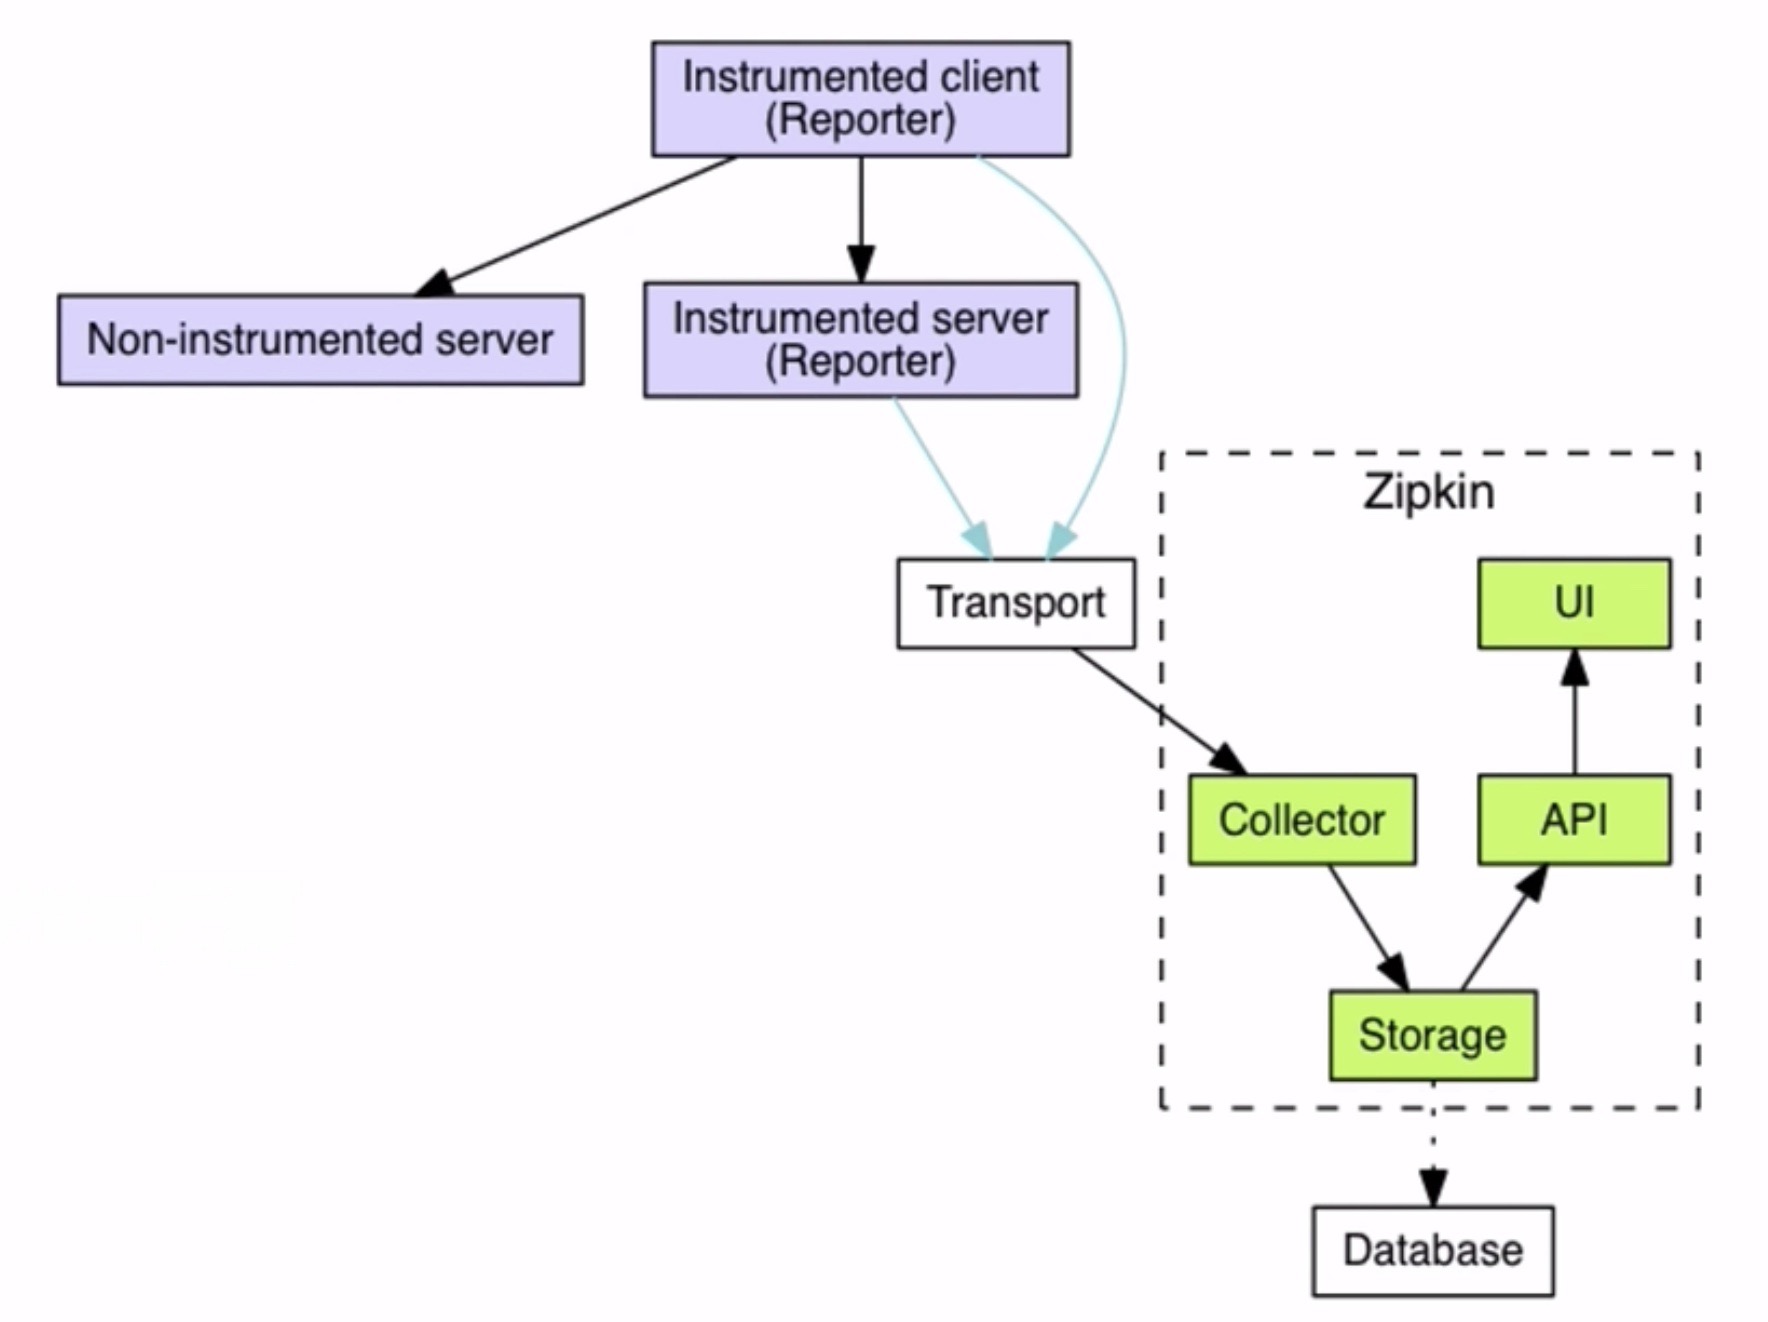 Instrumented client
(Reporter)
Non-instrumented server
Instrumented server
(Reporter)
Zipkin
Transport
UI
Collector
API
Storage
Database